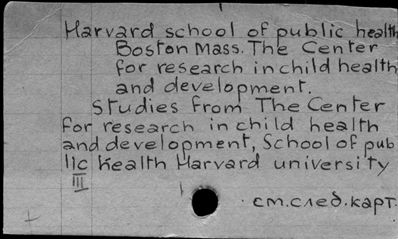 Harvard school of public health
Boston Mass. The Center
for research in child health
and development.
Studies from The Center
for research in child health
and development, School of pub
lic health Harvard university
III
см.след.карт.